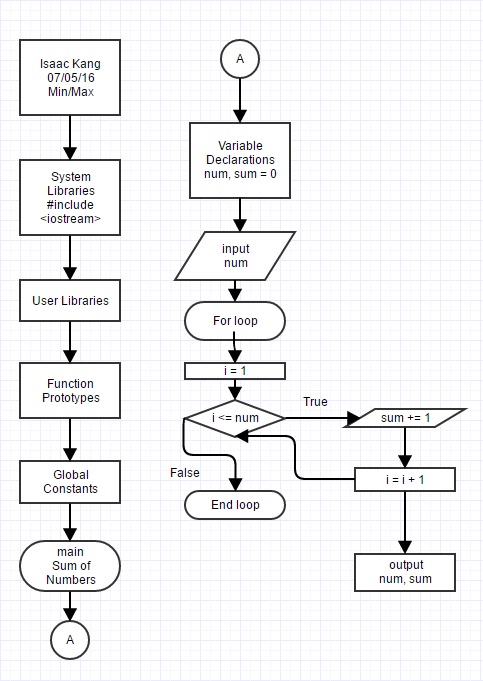 Isaac Kang
07/05/16
Min/Max
System
Libraries
#include
<iostream>
User Libraries
Function
Prototypes
Global
Constants
main
Sum of
Numbers
A
A
Variable
Declarations
num, sum = 0
input
num
For loop
i = 1
i <= num
True
sum += 1
i = i + 1
False
End loop
output
num, sum